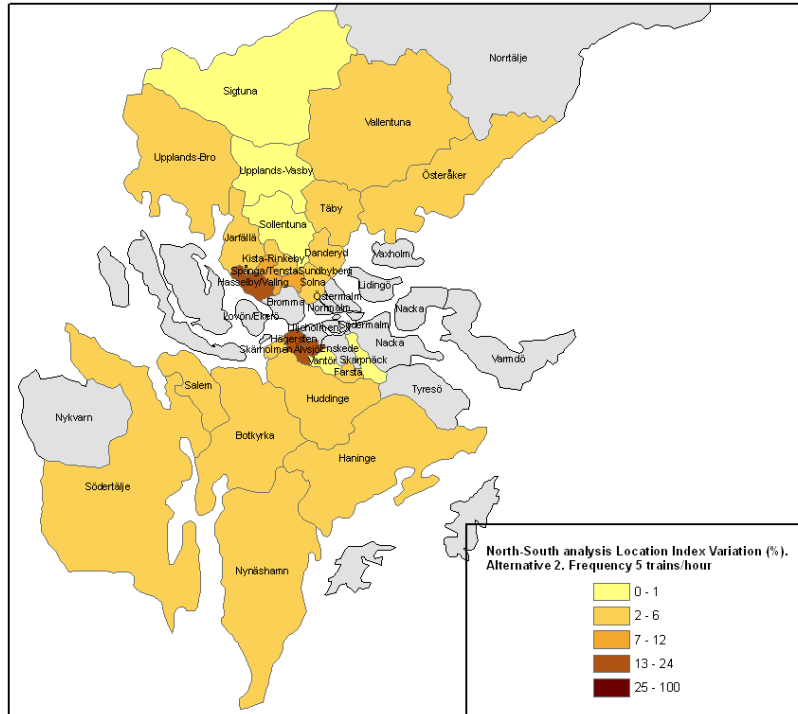 Norrtälje
Sigtuna
Vallentuna
Upplands-Bro
Upplands-Vasby
Österåker
Täby
Sollentuna
Jarfällä
Danderyd
Vaxholm
Kista-Rinkeby
Spånga/Tensta
Sundbyberg
Hasselby/Vallng
Solna
Lidingö
Östermalm
Bromma
Norrmalm
Nacka
Lovön/Ekerö
Liljeholmen
Södermalm
Hägersten
Skärholmen
Älvsjö
Enskede
Nacka
Vantör
Skarpnäck
Farsta
Varmdö
Salem
Huddinge
Tyresö
Nykvarn
Botkyrka
Haninge
Södertälje
Nynäshamn
North-South analysis Location Index Variation (%).
Alternative 2. Frequency 5 trains/hour
0 - 1
2 - 6
7 - 12
13 - 24
25 - 100